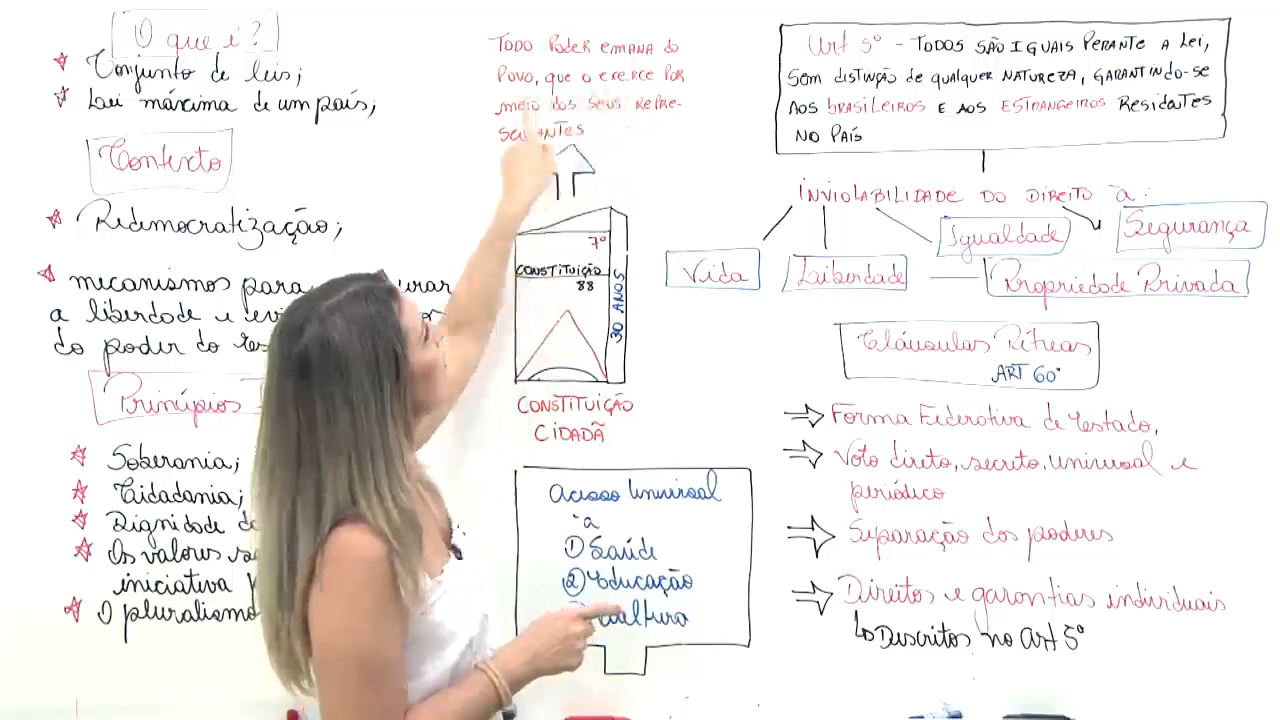 O que é?
Conjunto de leis;
Lei máxima de um país;
Contexto
Redemocratização;
mecanismos para
a liberdade e
do poder do
Princípios
Soberania;
Cidadania;
Dignidade
Os valores
iniciativa
O pluralismo
Todo Poder emana do
Povo, que o exerce por
meio dos seus repre-
sentantes
7º
CONSTITUIÇÃO
88
30 ANOS
CONSTITUIÇÃO
CIDADÃ
Acesso Universal
à
① Saúde
② Educação
Cultura
Art 5º - TODOS SÃO IGUAIS PERANTE A Lei,
Sem distinção de qualquer NATUREZA, GARANTINdo-se
AOS bRASILEIROS E AOS ESTRANGEIROS Residentes
NO PAÍS
INVIOLABILIDADE DO DIREITO à:
Vida
Liberdade
Igualdade
Segurança
Propriedade Privada
Cláusulas Pétreas
ART 60º
Forma Federativa de Estado,
Voto direto, secreto, universal e
periódico
Separação dos poderes
Direitos e garantias individuais
Descritos no Art 5º